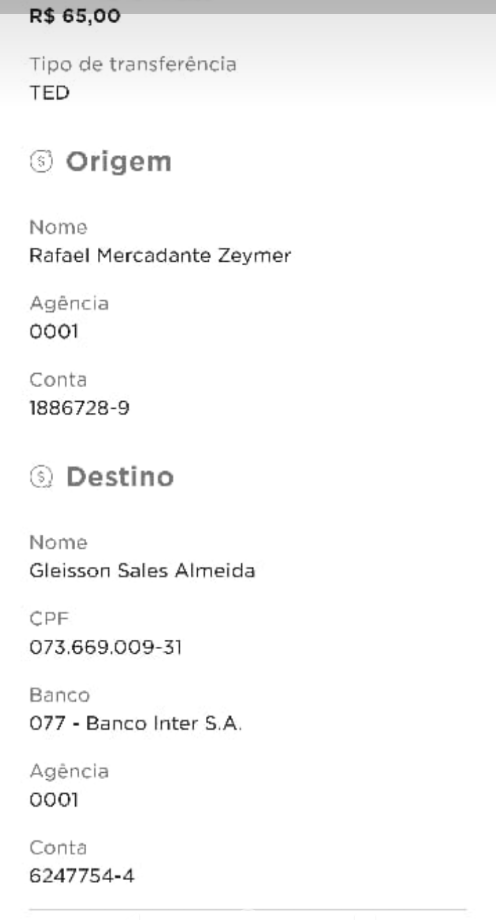 R$ 65,00
Tipo de transferência
TED
Origem
Nome
Rafael Mercadante Zeymer
Agência
0001
Conta
1886728-9
Destino
Nome
Gleisson Sales Almeida
CPF
073.669.009-31
Banco
077 - Banco Inter S.A.
Agência
0001
Conta
6247754-4